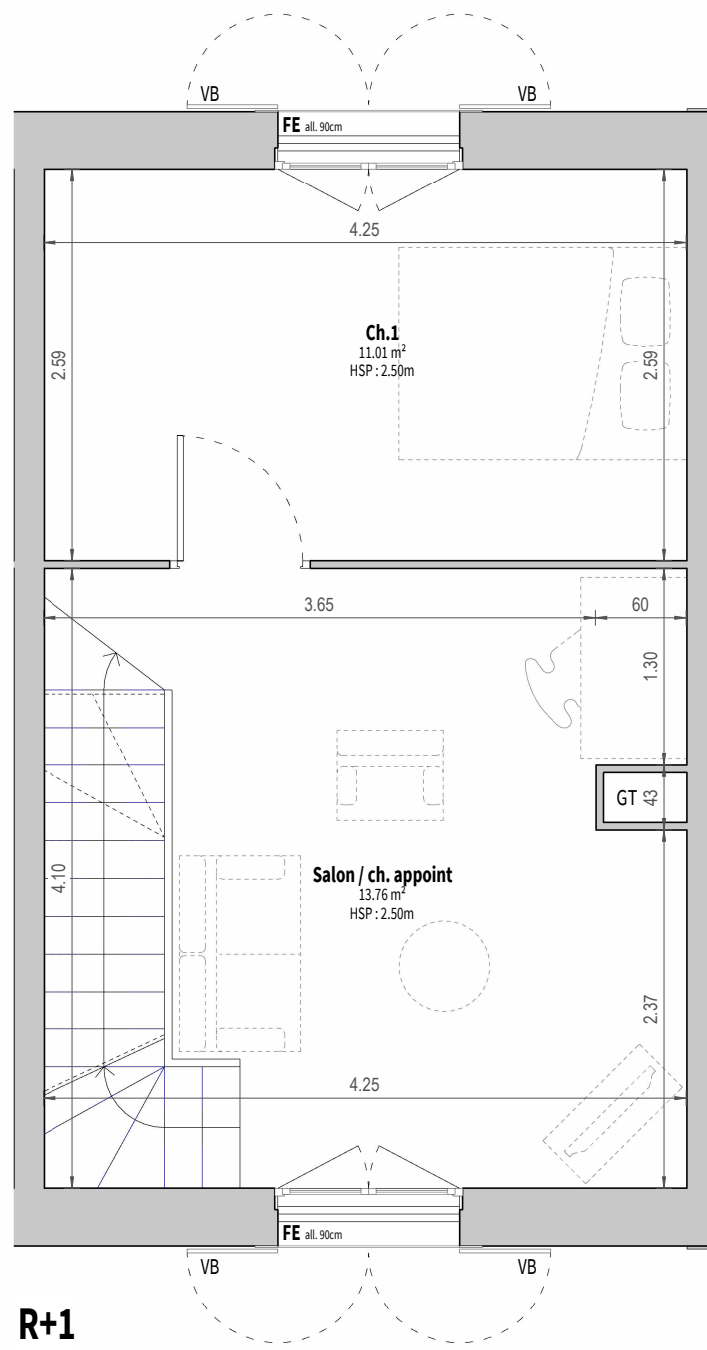 VB
VB
FE all. 90cm
4.25
2.59
Ch.1
11.01 m²
HSP : 2.50m
2.59
3.65
60
1.30
GT
43
4.10
Salon / ch. appoint
13.76 m²
HSP : 2.50m
2.37
4.25
FE all. 90cm
VB
VB
R+1